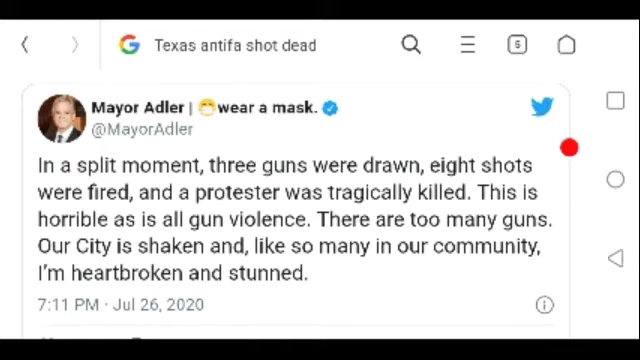 Texas antifa shot dead
6
Mayor Adler | 😷wear a mask.
@MayorAdler
In a split moment, three guns were drawn, eight shots
were fired, and a protester was tragically killed. This is
horrible as is all gun violence. There are too many guns.
Our City is shaken and, like so many in our community,
I'm heartbroken and stunned.
7:11 PM · Jul 26, 2020